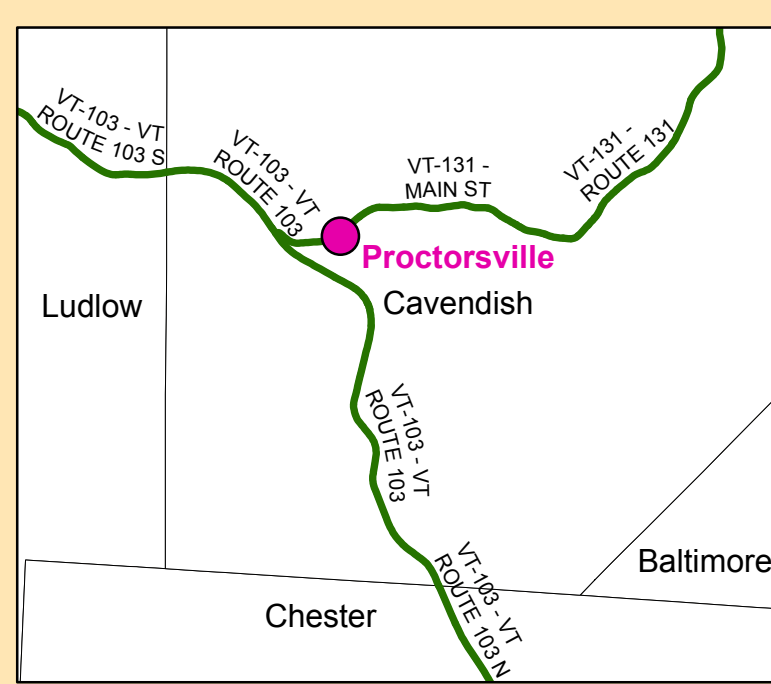 VT-103 - VT
ROUTE 103 S
VT-103 - VT
ROUTE 103
VT-131 -
MAIN ST
VT-131 -
ROUTE 131
Proctorsville
Ludlow
Cavendish
VT-103 - VT
ROUTE 103
Baltimore
VT-103 - VT
ROUTE 103 N
Chester